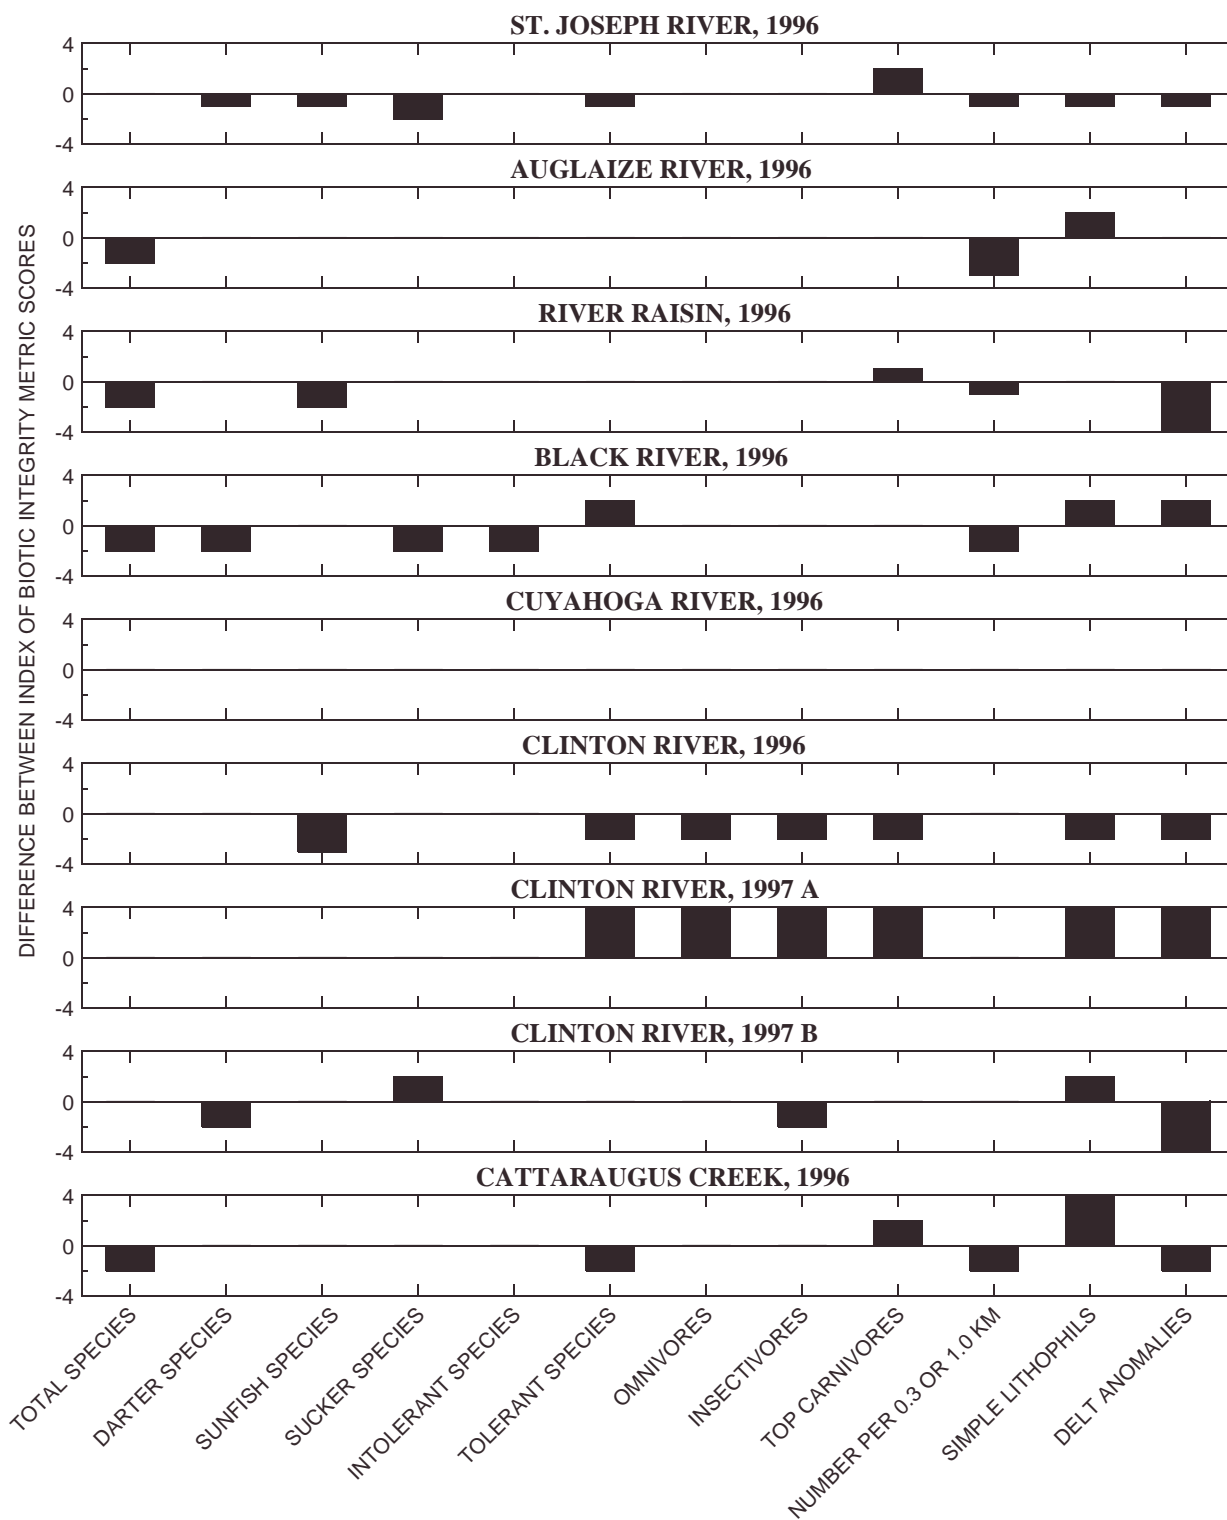 DIFFERENCE BETWEEN INDEX OF BIOTIC INTEGRITY METRIC SCORES
ST. JOSEPH RIVER, 1996
4
0
-4
AUGLAIZE RIVER, 1996
4
0
-4
RIVER RAISIN, 1996
4
0
-4
BLACK RIVER, 1996
4
0
-4
CUYAHOGA RIVER, 1996
4
0
-4
CLINTON RIVER, 1996
4
0
-4
CLINTON RIVER, 1997 A
4
0
-4
CLINTON RIVER, 1997 B
4
0
-4
CATTARAUGUS CREEK, 1996
4
0
-4
TOTAL SPECIES
DARTER SPECIES
SUNFISH SPECIES
SUCKER SPECIES
INTOLERANT SPECIES
TOLERANT SPECIES
OMNIVORES
INSECTIVORES
TOP CARNIVORES
NUMBER PER 0.3 OR 1.0 KM
SIMPLE LITHOPHILS
DELT ANOMALIES